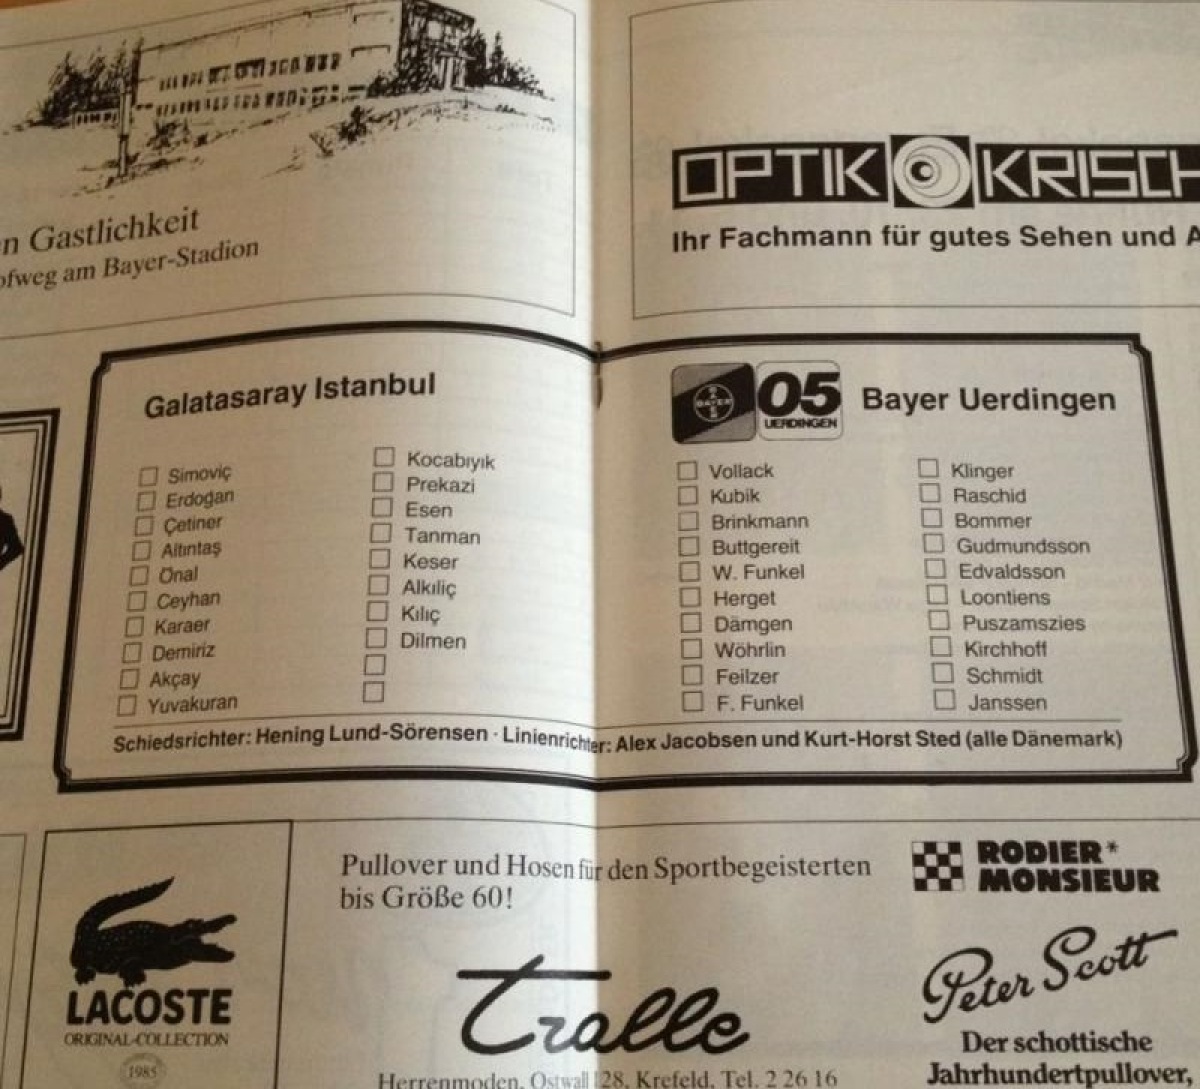 n Gastlichkeit
ofweg am Bayer-Stadion
OPTIK KRISCH
Ihr Fachmann für gutes Sehen und A
Galatasaray Istanbul
Simoviç
Erdoğan
Çetiner
Altıntaş
Önal
Ceyhan
Karaer
Demiriz
Akçay
Yuvakuran
Kocabıyık
Prekazi
Esen
Tanman
Keser
Alkiliç
Kılıç
Dilmen
BAYER
05
UERDINGEN
Bayer Uerdingen
Vollack
Kubik
Brinkmann
Buttgereit
W. Funkel
Herget
Dämgen
Wöhrlin
Feilzer
F. Funkel
Klinger
Raschid
Bommer
Gudmundsson
Edvaldsson
Loontiens
Puszamszies
Kirchhoff
Schmidt
Janssen
Schiedsrichter: Hening Lund-Sörensen · Linienrichter: Alex Jacobsen und Kurt-Horst Sted (alle Dänemark)
LACOSTE
ORIGINAL-COLLECTION
1985
Pullover und Hosen für den Sportbegeisterten
bis Größe 60!
Tralle
Herrenmoden, Ostwall 128, Krefeld, Tel. 2 26 16
RODIER*
MONSIEUR
Peter Scott
Der schottische
Jahrhundertpullover.